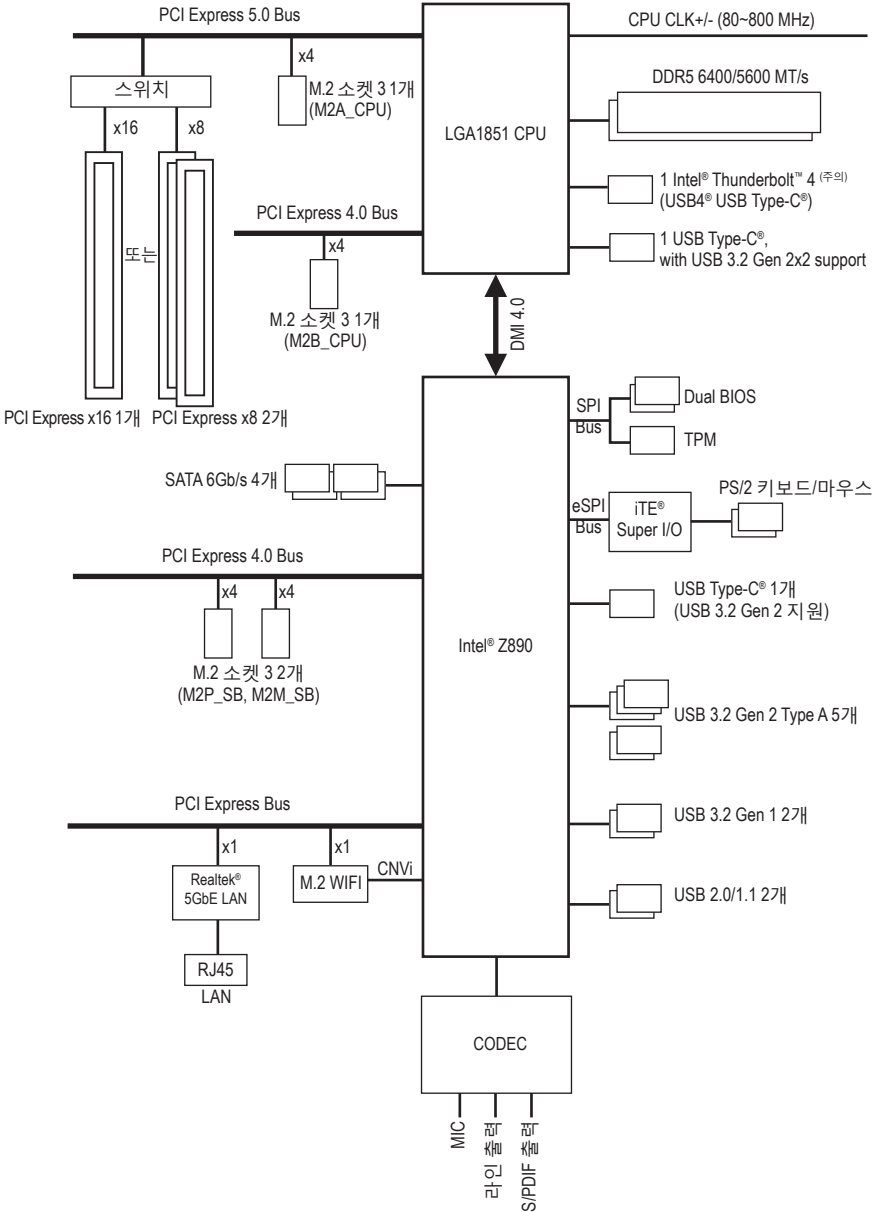 PCI Express 5.0 Bus
CPU CLK+/- (80~800 MHz)
x4
스위치
M.2 소켓 3 1개
(M2A_CPU)
DDR5 6400/5600 MT/s
x16
x8
LGA1851 CPU
1 Intel® Thunderbolt™ 4 (주의)
(USB4® USB Type-C®)
PCI Express 4.0 Bus
x4
또는
1 USB Type-C®,
with USB 3.2 Gen 2x2 support
M.2 소켓 3 1개
(M2B_CPU)
DMI 4.0
PCI Express x16 1개
PCI Express x8 2개
SPI
Bus
Dual BIOS
TPM
SATA 6Gb/s 4개
eSPI
Bus
iTE®
Super I/O
PS/2 키보드/마우스
PCI Express 4.0 Bus
x4
x4
USB Type-C® 1개
(USB 3.2 Gen 2 지원)
Intel® Z890
M.2 소켓 3 2개
(M2P_SB, M2M_SB)
USB 3.2 Gen 2 Type A 5개
PCI Express Bus
USB 3.2 Gen 1 2개
x1
x1
Realtek®
5GbE LAN
M.2 WIFI
CNVi
USB 2.0/1.1 2개
RJ45
LAN
CODEC
MIC
라인 출력
S/PDIF 출력